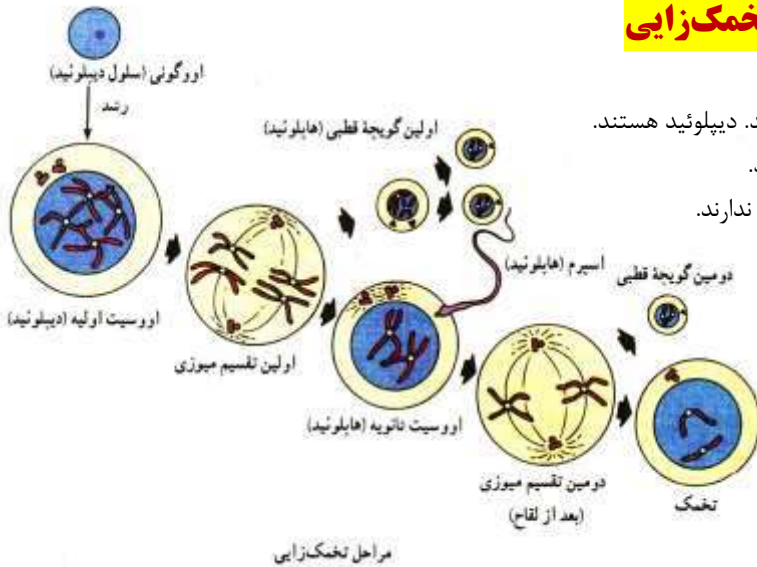 خمک‌زایی
اووگونی (سلول دیپلوئید)
رشد
د. دیپلوئید هستند.
د.
ندارند.
اولین گویچهٔ قطبی (هاپلوئید)
اسپرم (هاپلوئید)
دومین گویچهٔ قطبی
اووسیت اولیه (دیپلوئید)
اولین تقسیم میوزی
اووسیت ثانویه (هاپلوئید)
دومین تقسیم میوزی
(بعد از لقاح)
تخمک
مراحل تخمک‌زایی